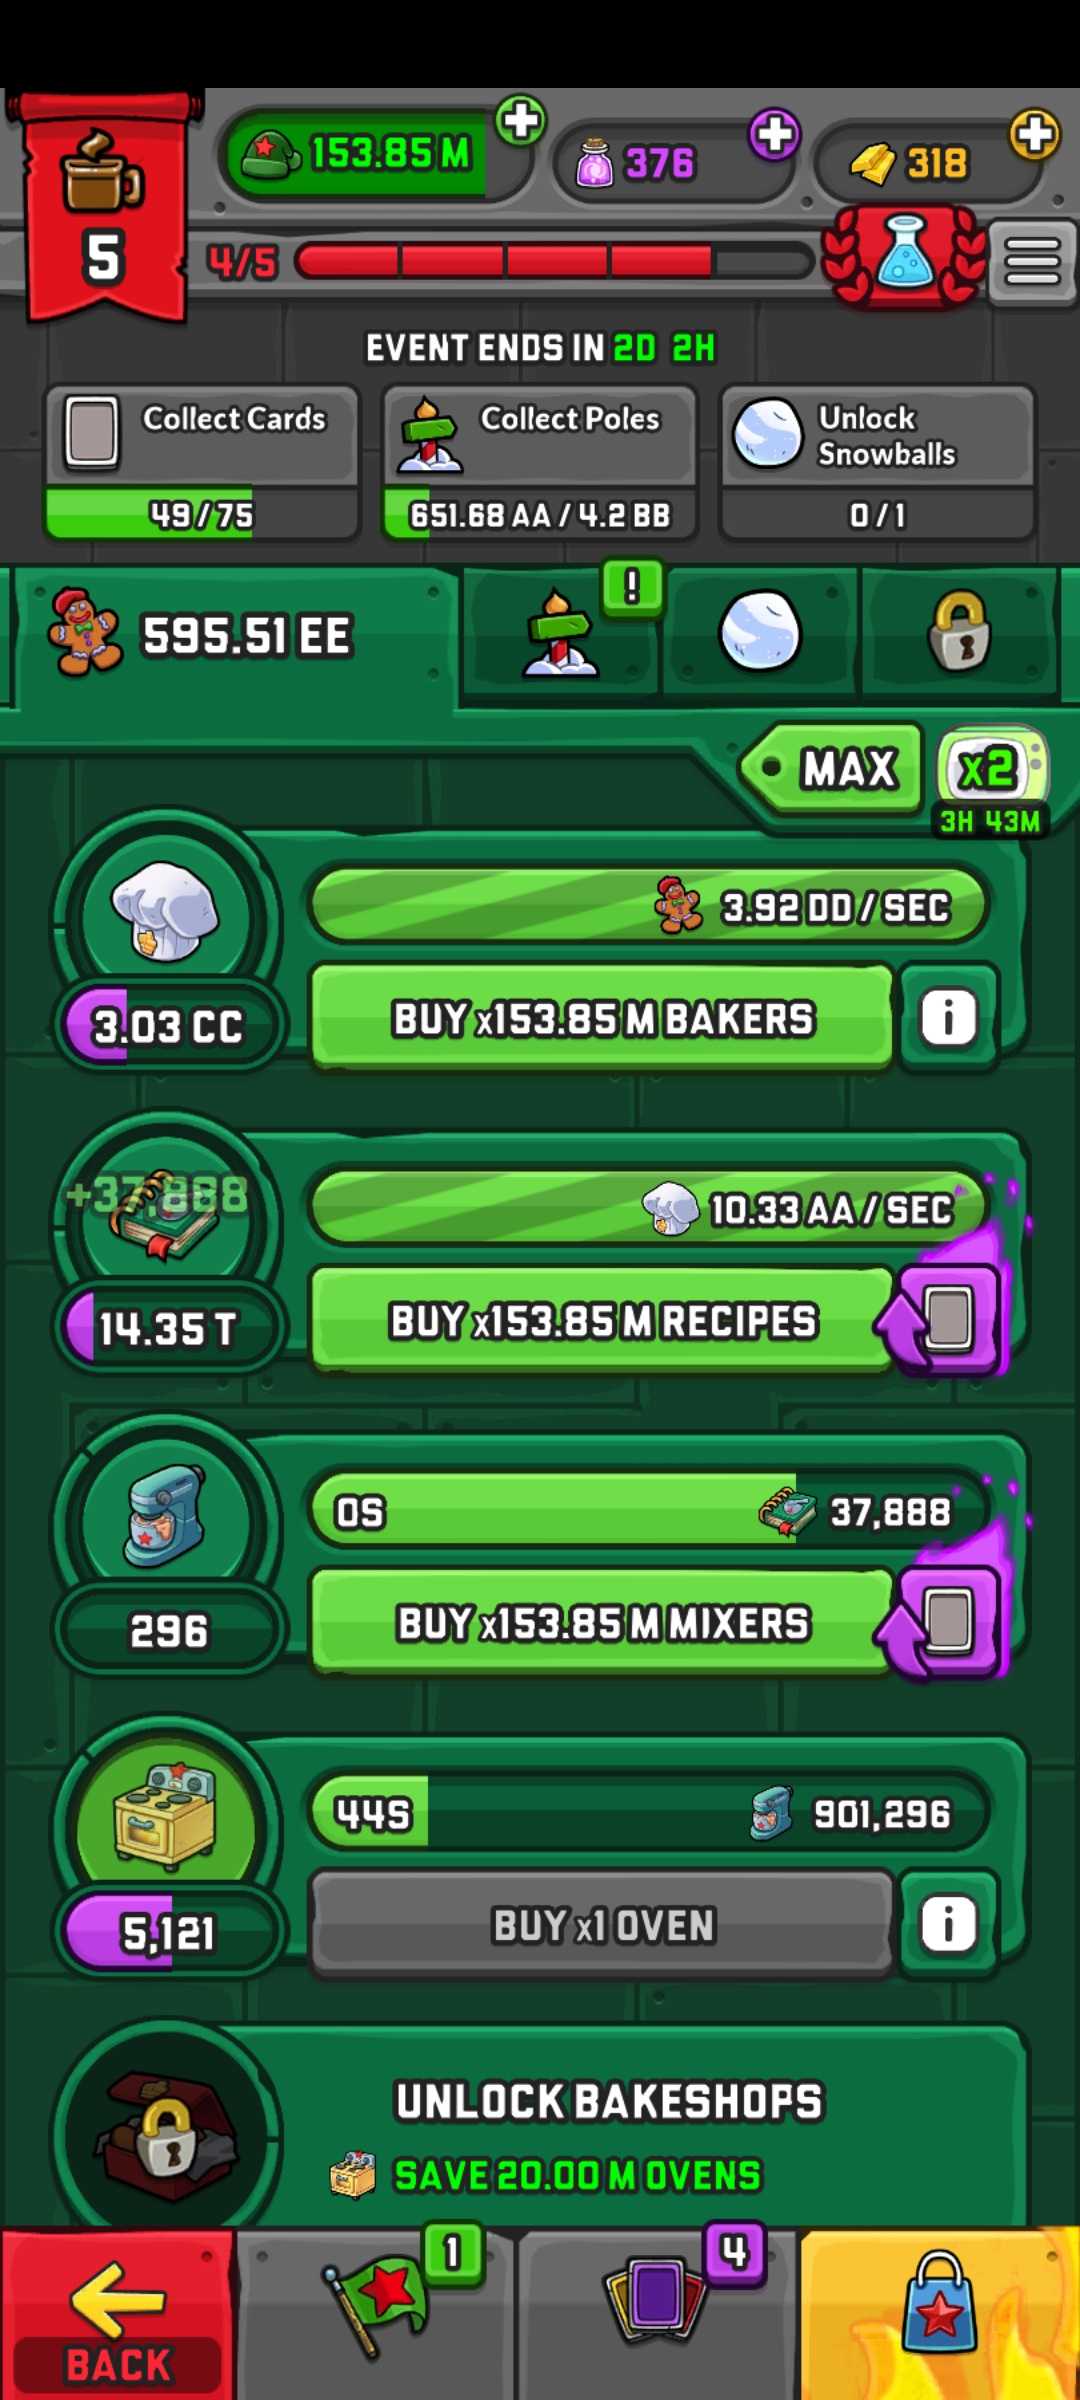 153.85 M
376
318
5
4/5
EVENT ENDS IN 2D 2H
Collect Cards
49/75
Collect Poles
651.68 AA / 4.2 BB
Unlock
Snowballs
0/1
595.51 EE
!
MAX
x2
3H 43M
3.92 DD / SEC
3.03 CC
BUY x153.85 M BAKERS
i
+37,888
10.33 AA / SEC
14.35 T
BUY x153.85 M RECIPES
0S
37,888
296
BUY x153.85 M MIXERS
44S
901,296
5,121
BUY x1 OVEN
i
UNLOCK BAKESHOPS
SAVE 20.00 M OVENS
BACK
1
4